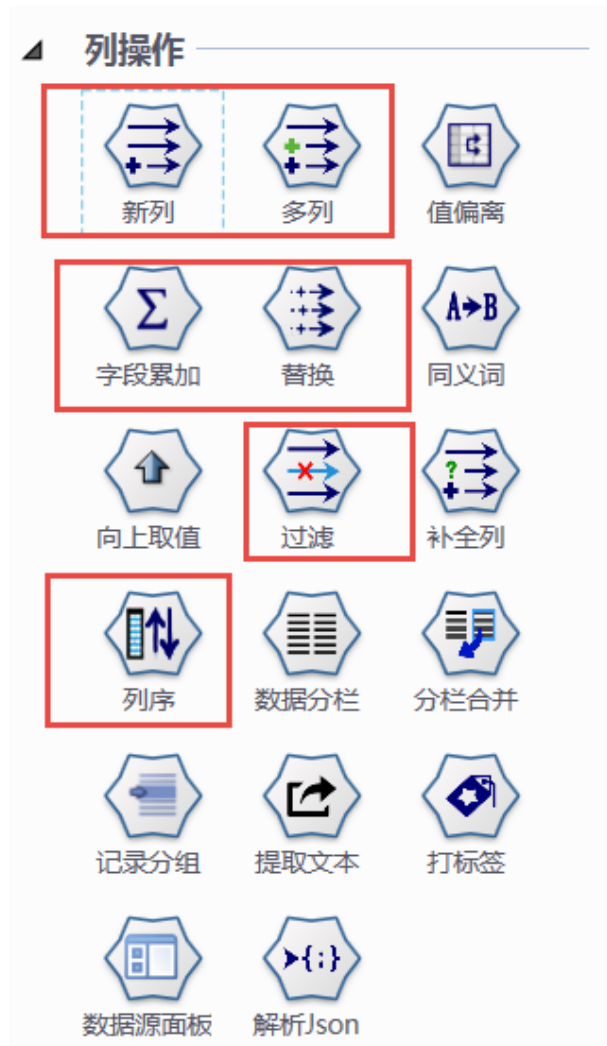 列操作
新列 多列 值偏离
字段累加 替换 A B 同义词
向上取值 过滤 补全列
列序 数据分栏 分栏合并
记录分组 提取文本 打标签
数据源面板 解析Json